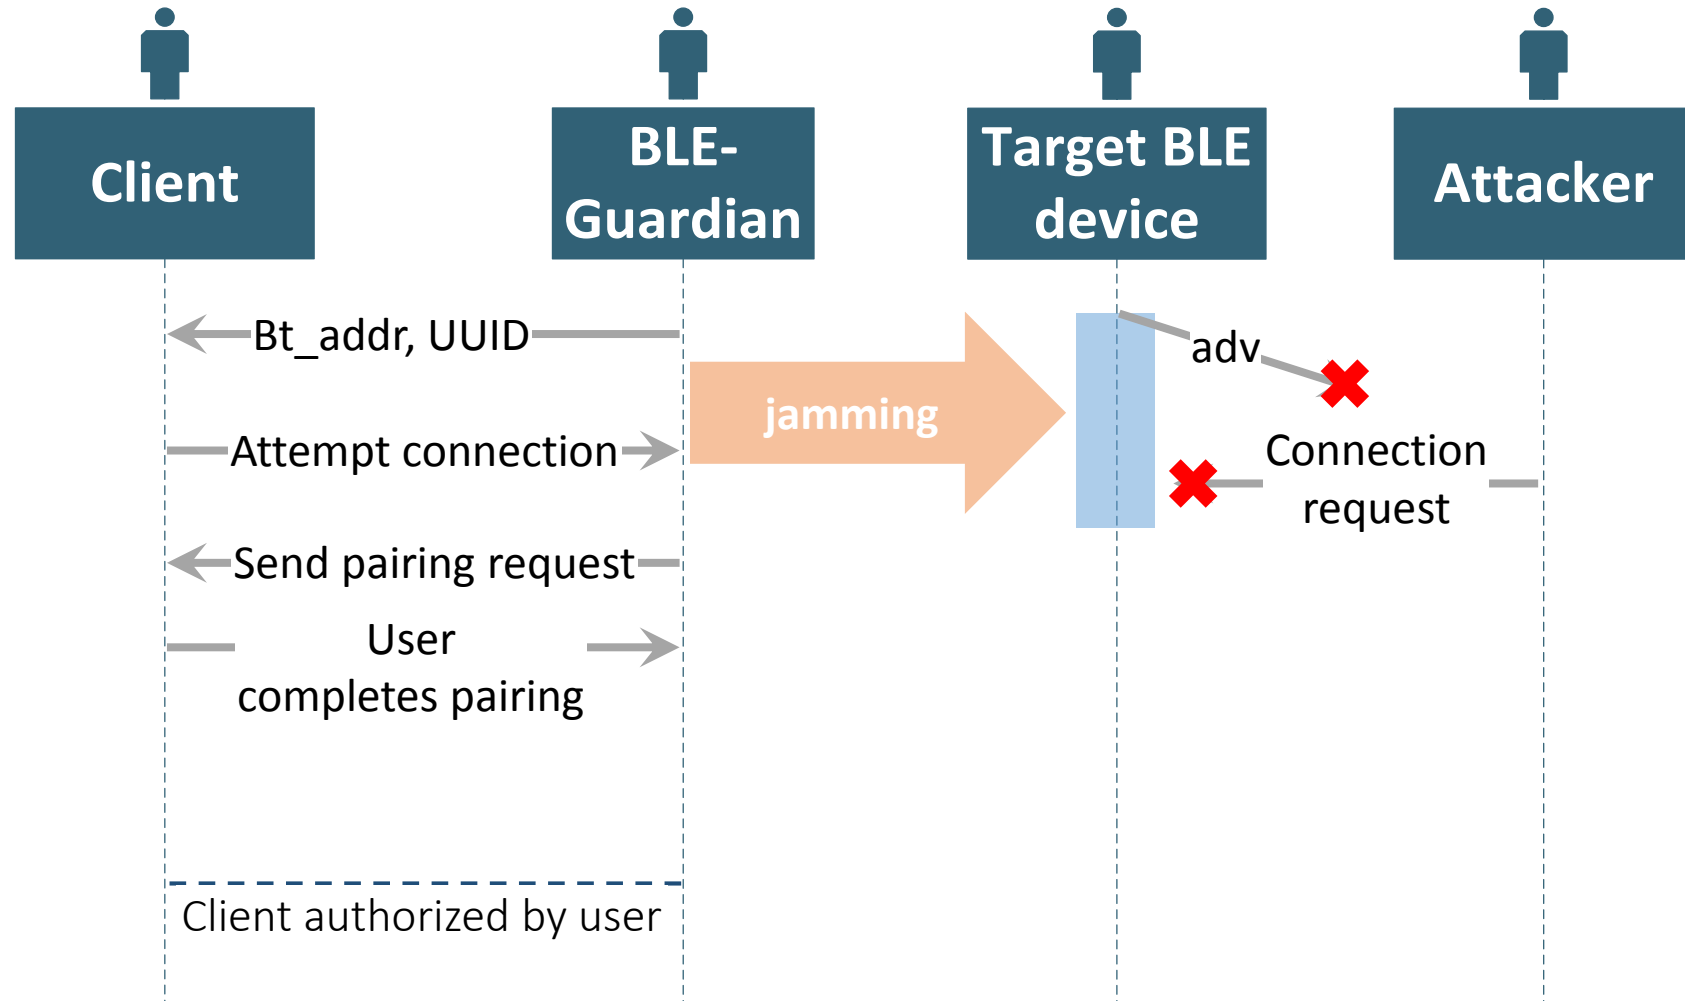 Client
BLE-
Guardian
Target BLE
device
Attacker
Bt_addr, UUID
adv
jamming
Attempt connection
Connection
request
Send pairing request
User
completes pairing
Client authorized by user